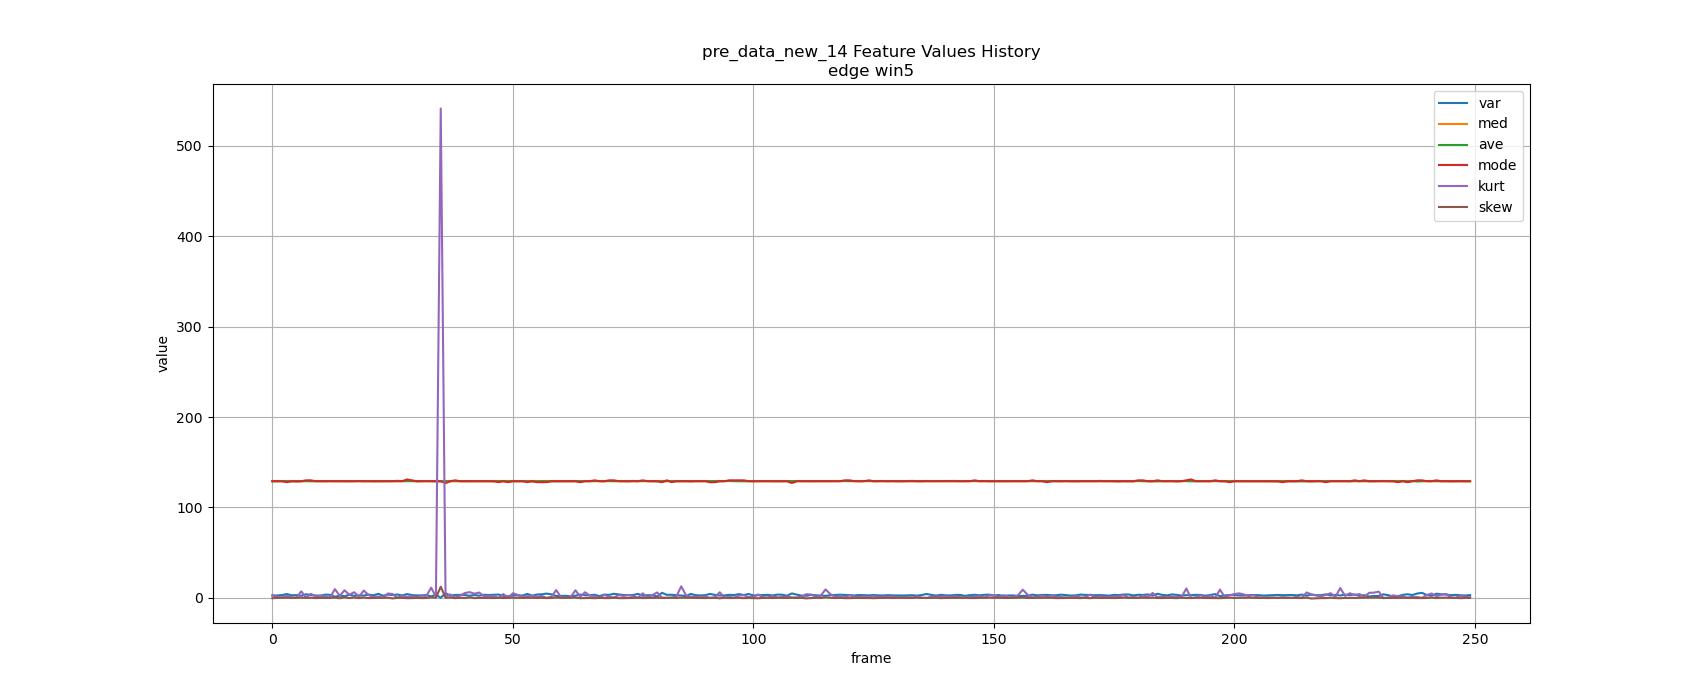 pre_data_new_14 Feature Values History
edge win5
var
med
ave
mode
kurt
skew
value
500
400
300
200
100
0
0
50
100
150
200
250
frame